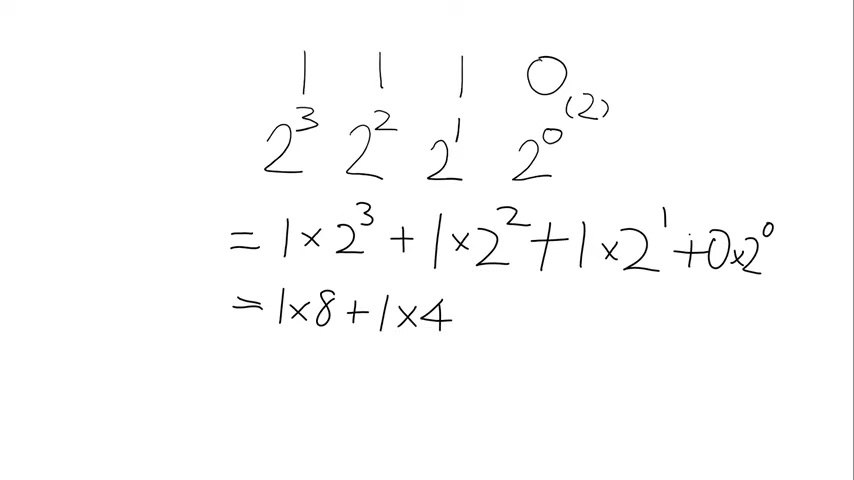 1 1 1 0₍₂₎
2³ 2² 2¹ 2⁰
= 1 × 2³ + 1 × 2² + 1 × 2¹ + 0 × 2⁰
= 1 × 8 + 1 × 4